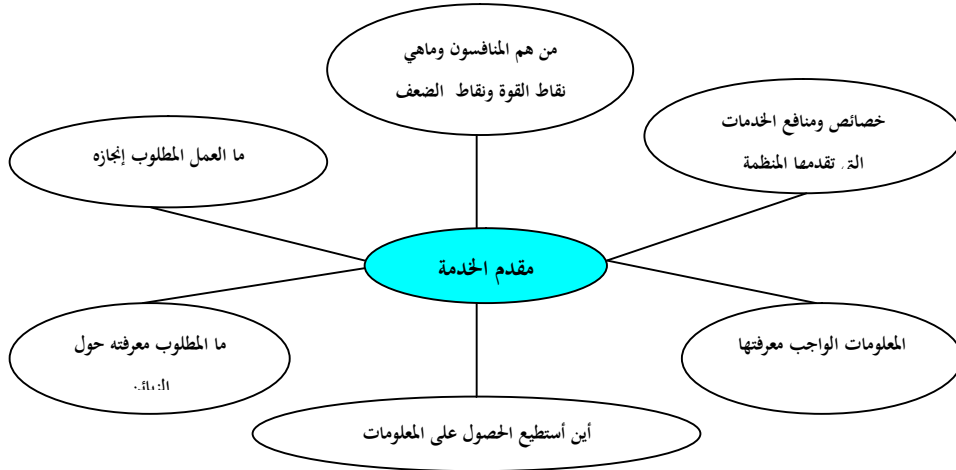 من هم المنافسون وماهي
نقاط القوة ونقاط الضعف
خصائص ومنافع الخدمات
التي تقدمها المنظمة
ما العمل المطلوب إنجازه
مقدم الخدمة
ما المطلوب معرفته حول
المعلومات الواجب معرفتها
أين أستطيع الحصول على المعلومات